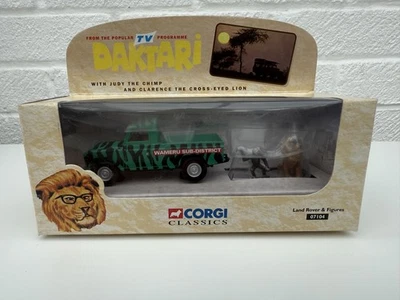 FROM THE POPULAR TV PROGRAMME
DAKTARI
WITH JUDY THE CHIMP
AND CLARENCE THE CROSS-EYED LION
WAMERU SUB-DISTRICT
CORGI
CLASSICS
Land Rover & Figures
07104